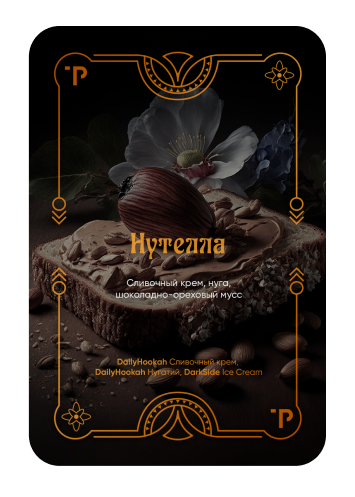 Нутелла
Сливочный крем, нуга,
шоколадно-ореховый мусс
DailyHookah Сливочный крем,
DailyHookah Нугатий, DarkSide Ice Cream